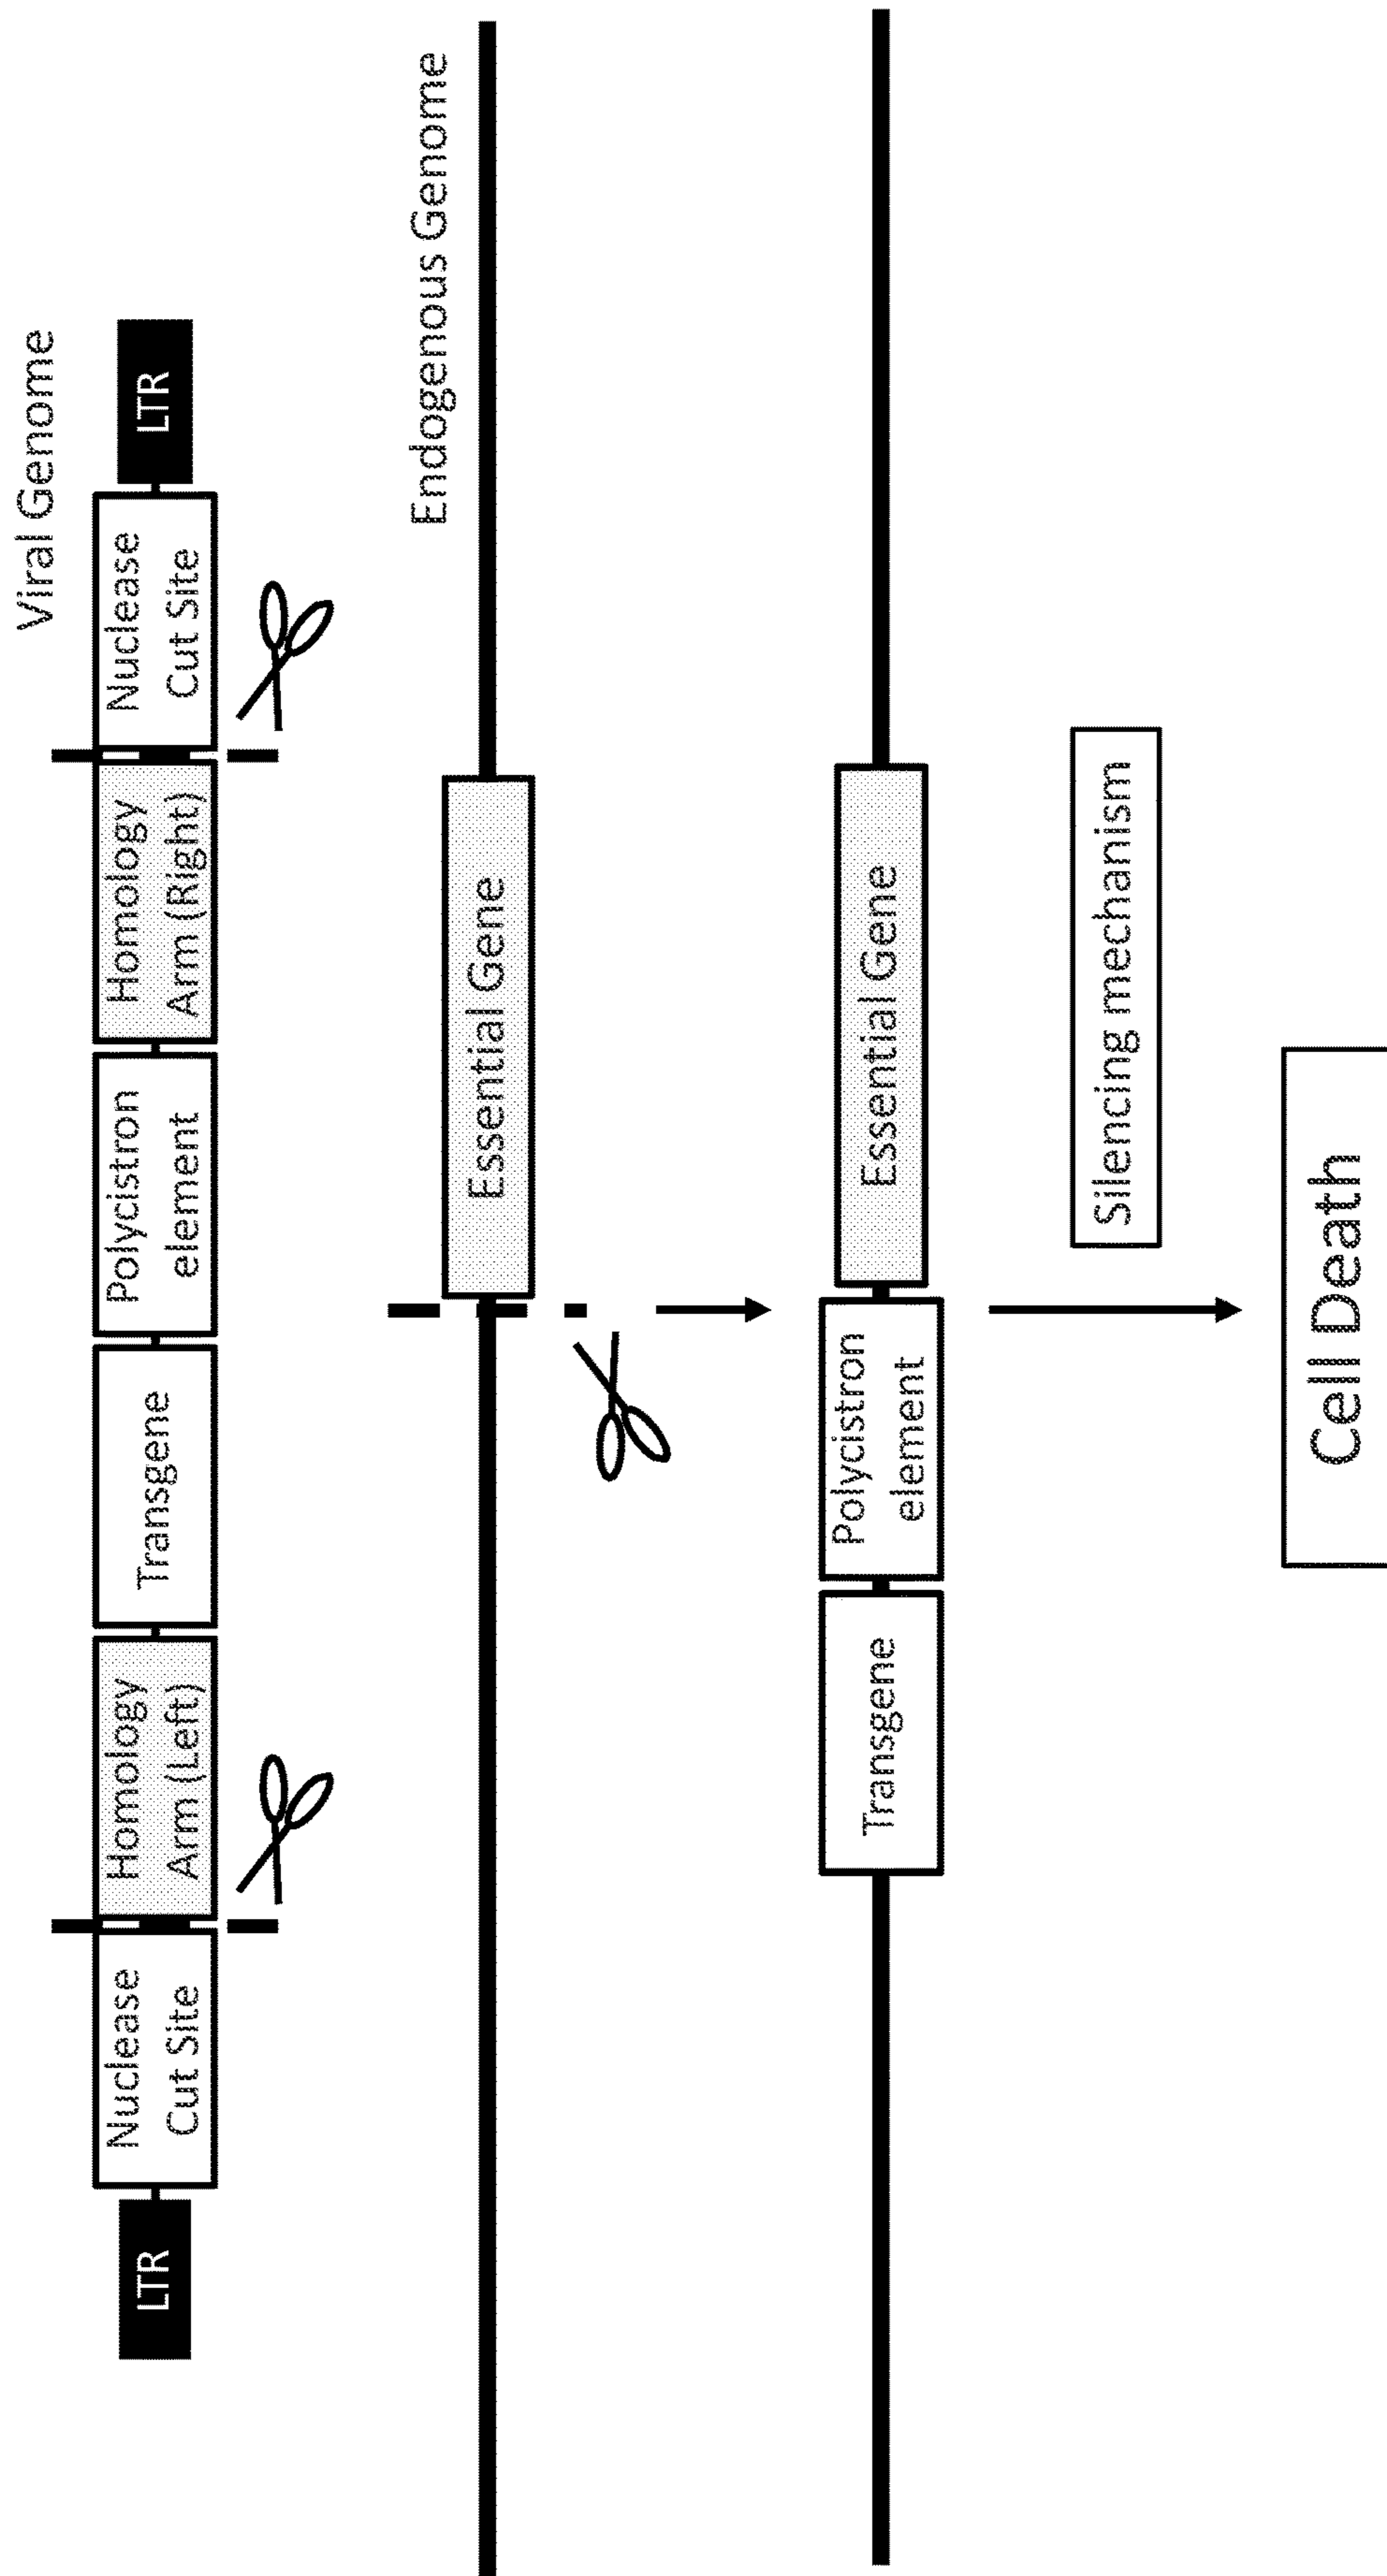 Viral Genome
LTR
Nuclease
Cut Site
Homology
Arm (Left)
Transgene
Polycistron
element
Homology
Arm (Right)
Nuclease
Cut Site
LTR
Endogenous Genome
Essential Gene
Transgene
Polycistron
element
Essential Gene
Silencing mechanism
Cell Death